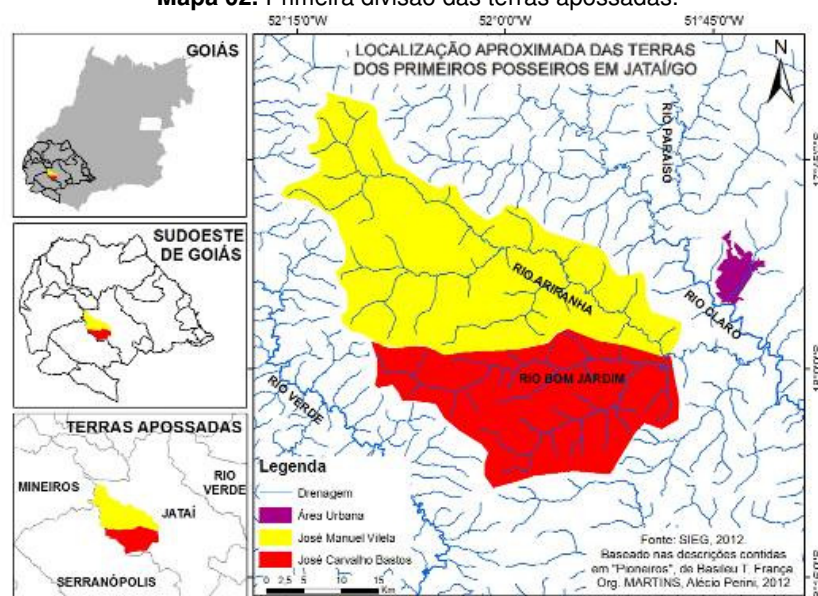 Mapa 02. Primeira divisão das terras apossadas.
52°15'0"W
52°0'0"W
51°45'0"W
GOIÁS
LOCALIZAÇÃO APROXIMADA DAS TERRAS
DOS PRIMEIROS POSSEIROS EM JATAÍ/GO
N
RIO PARAÍSO
SUDOESTE
DE GOIÁS
RIO ARIRANHA
RIO CLARO
18°0'0"S
RIO BOM JARDIM
RIO VERDE
TERRAS APOSSADAS
MINEIROS
RIO
VERDE
JATAÍ
SERRANÓPOLIS
Legenda
Drenagem
Área Urbana
José Manuel Vilela
José Carvalho Bastos
0 2,5 5 10 15
Km
Fonte: SIEG, 2012.
Baseado nas descrições contidas
em "Pioneiros", de Basileu T. França
Org. MARTINS, Alécio Perini, 2012